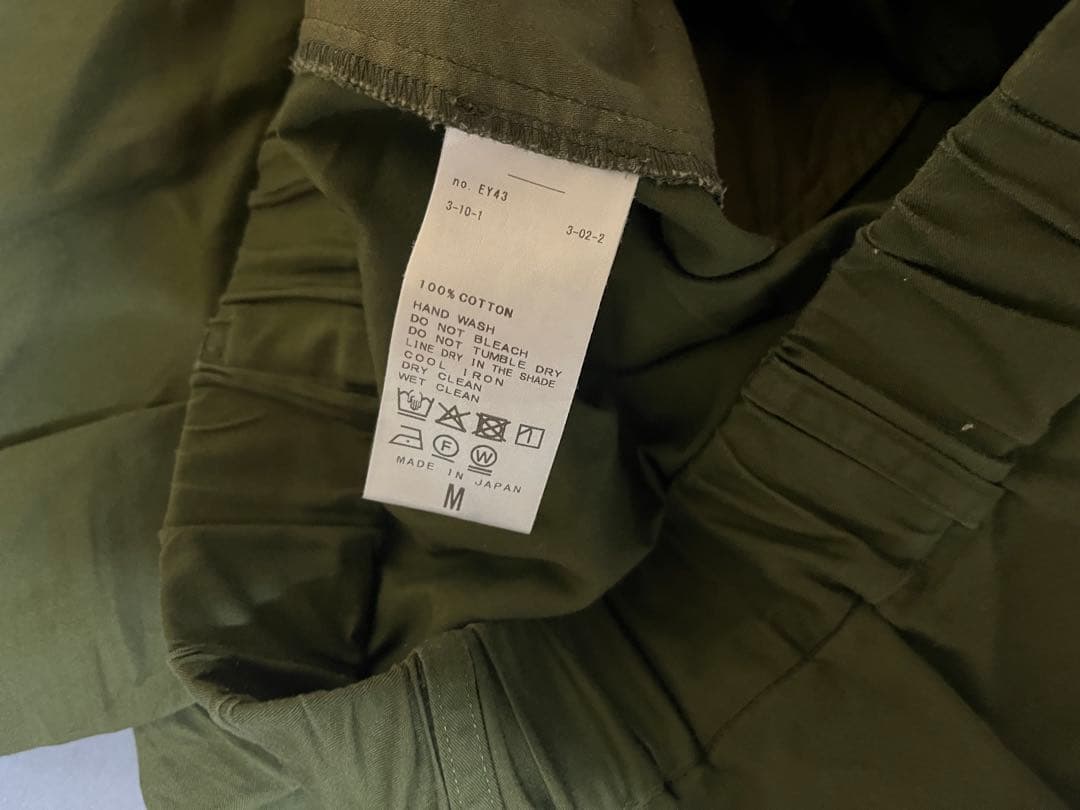 no. EY43
3-10-1
3-02-2
100% COTTON
HAND WASH
DO NOT BLEACH
DO NOT TUMBLE DRY
LINE DRY IN THE SHADE
COOL IRON
DRY CLEAN
WET CLEAN
F
W
MADE IN JAPAN
M